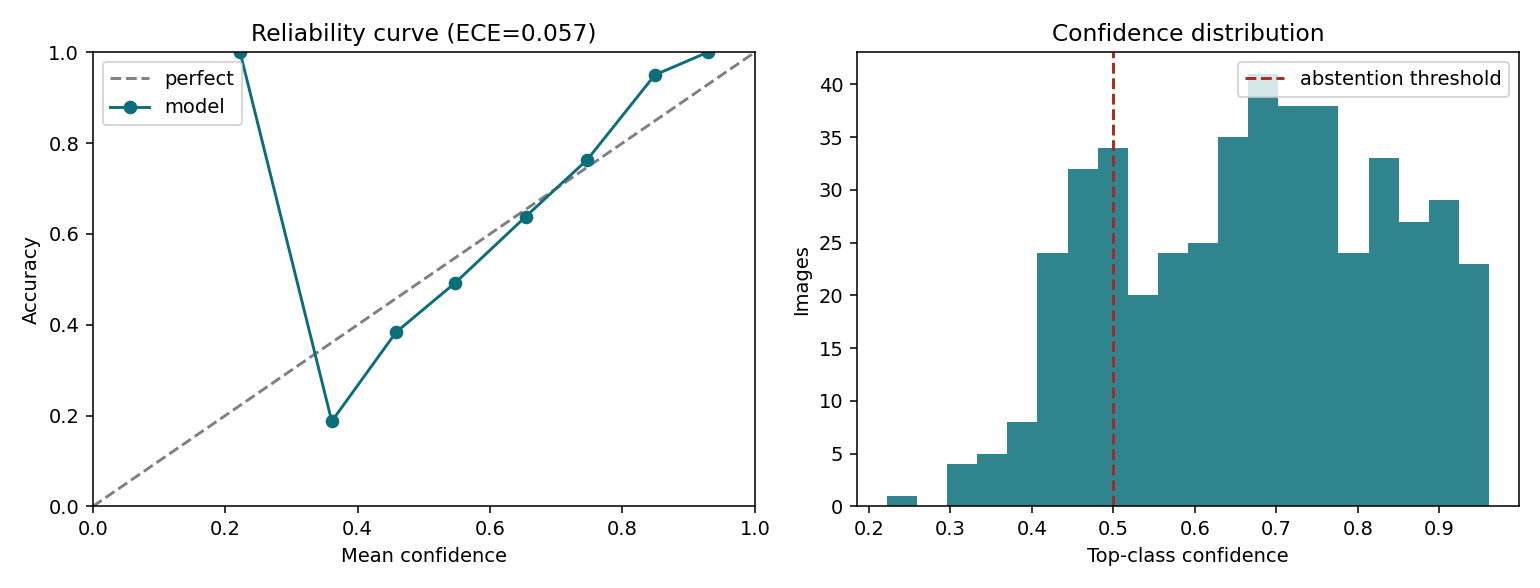 Reliability curve (ECE=0.057)
1.0
0.8
0.6
0.4
0.2
0.0
Accuracy
perfect
model
0.0 0.2 0.4 0.6 0.8 1.0
Mean confidence
Confidence distribution
40
35
30
25
20
15
10
5
0
Images
abstention threshold
0.2 0.3 0.4 0.5 0.6 0.7 0.8 0.9
Top-class confidence